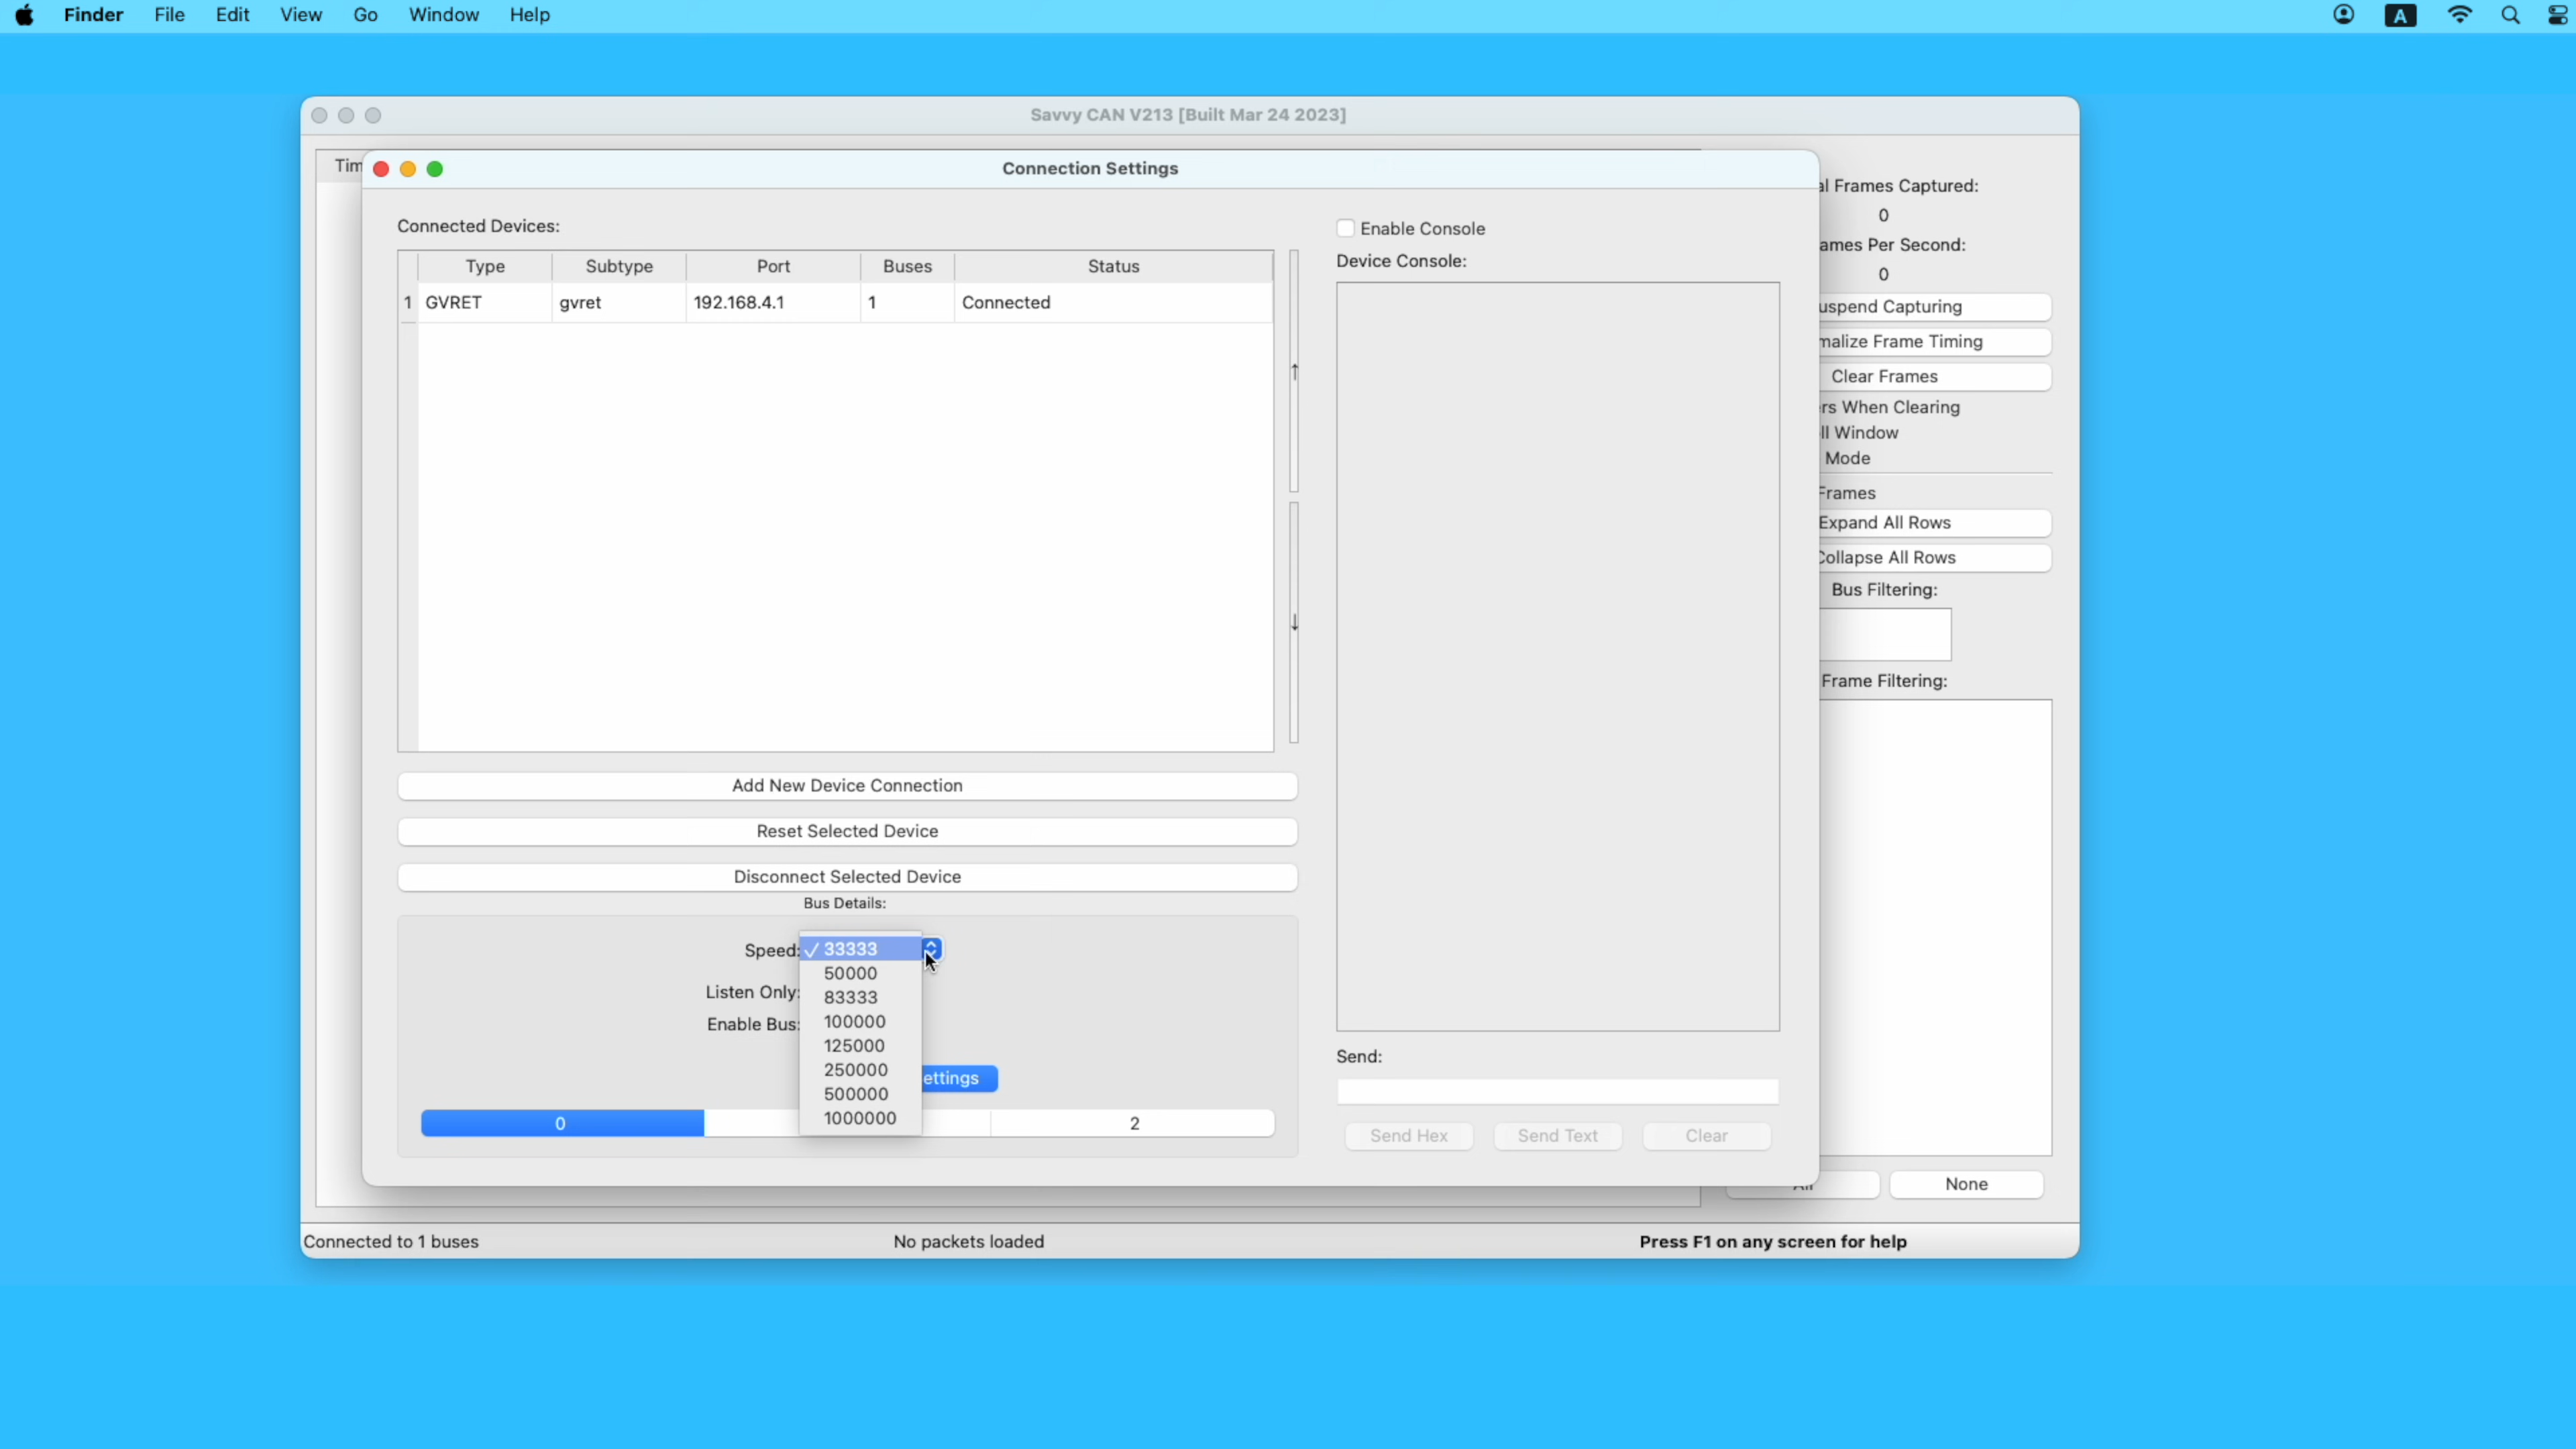 Finder File Edit View Go Window Help A
Savvy CAN V213 [Built Mar 24 2023]
Tim
Connection Settings
Connected Devices:
Type Subtype Port Buses Status
1 GVRET gvret 192.168.4.1 1 Connected
Add New Device Connection
Reset Selected Device
Disconnect Selected Device
Bus Details:
Speed: ✓ 33333
50000
83333
100000
125000
250000
500000
1000000
Listen Only:
Enable Bus:
ettings
0 2
Enable Console
Device Console:
↑
↓
Send:
Send Hex Send Text Clear
al Frames Captured:
0
ames Per Second:
0
uspend Capturing
malize Frame Timing
Clear Frames
ers When Clearing
ll Window
Mode
Frames
Expand All Rows
Collapse All Rows
Bus Filtering:
Frame Filtering:
All None
Connected to 1 buses No packets loaded Press F1 on any screen for help